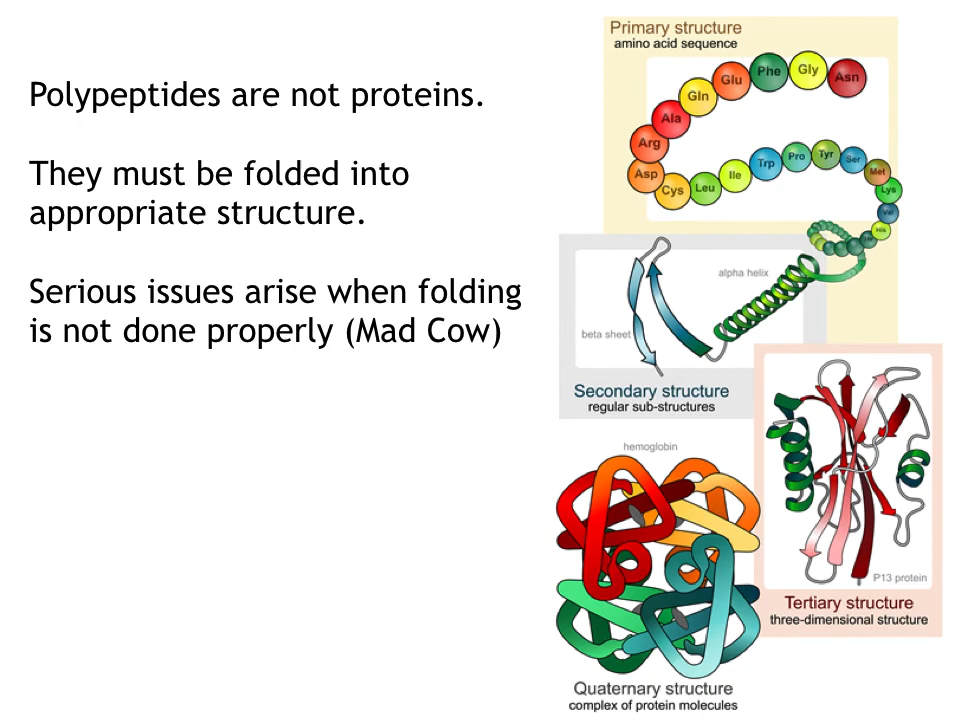 Polypeptides are not proteins.
They must be folded into
appropriate structure.
Serious issues arise when folding
is not done properly (Mad Cow)
Primary structure
amino acid sequence
Asn
Gly
Phe
Glu
Gln
Ala
Arg
Asp
Cys
Leu
Ile
Trp
Pro
Tyr
Ser
Met
Lys
Val
His
alpha helix
beta sheet
Secondary structure
regular sub-structures
P13 protein
Tertiary structure
three-dimensional structure
hemoglobin
Quaternary structure
complex of protein molecules